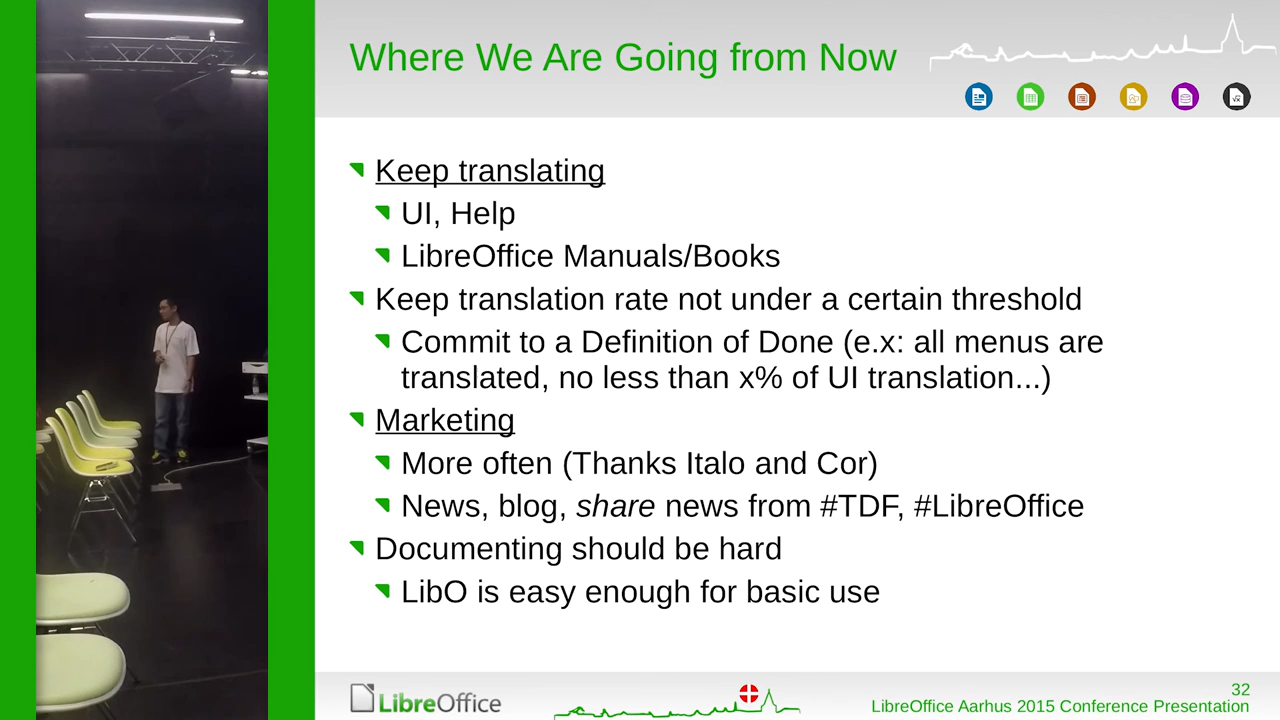 Where We Are Going from Now
Keep translating
UI, Help
LibreOffice Manuals/Books
Keep translation rate not under a certain threshold
Commit to a Definition of Done (e.x: all menus are
translated, no less than x% of UI translation...)
Marketing
More often (Thanks Italo and Cor)
News, blog, share news from #TDF, #LibreOffice
Documenting should be hard
LibO is easy enough for basic use
LibreOffice
32
LibreOffice Aarhus 2015 Conference Presentation